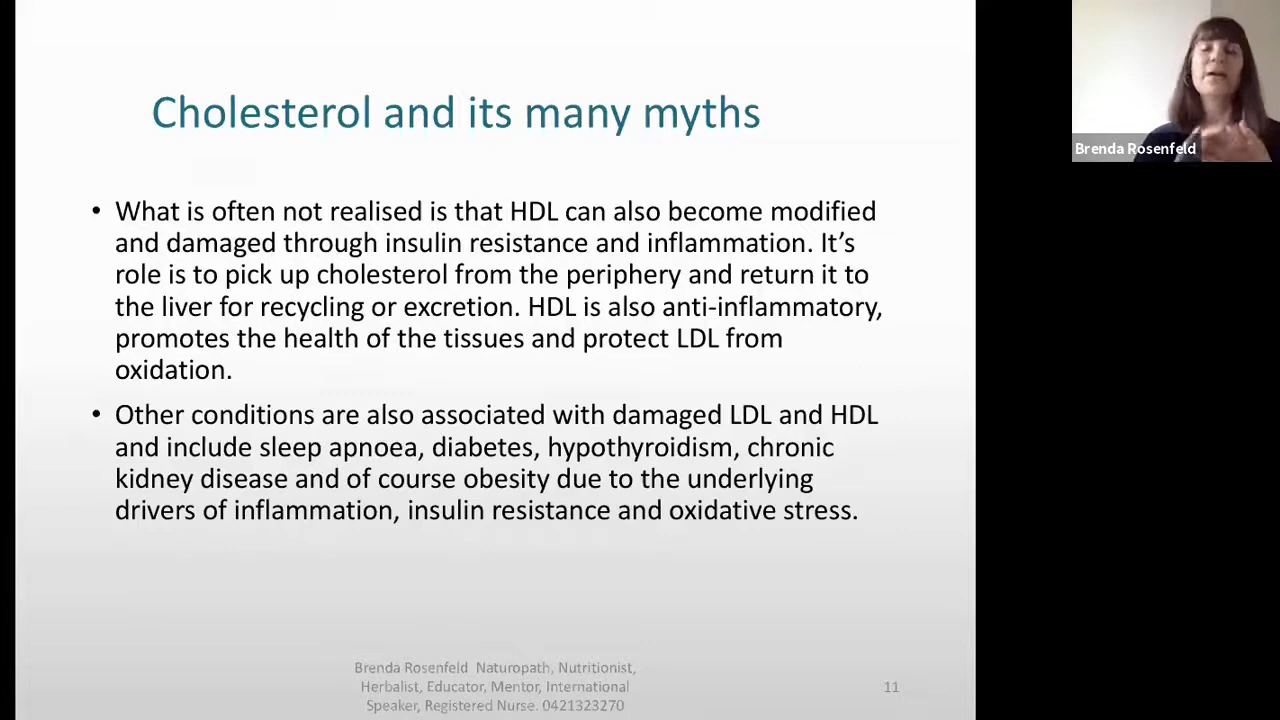 Cholesterol and its many myths
Brenda Rosenfeld
• What is often not realised is that HDL can also become modified
and damaged through insulin resistance and inflammation. It’s
role is to pick up cholesterol from the periphery and return it to
the liver for recycling or excretion. HDL is also anti-inflammatory,
promotes the health of the tissues and protect LDL from
oxidation.
• Other conditions are also associated with damaged LDL and HDL
and include sleep apnoea, diabetes, hypothyroidism, chronic
kidney disease and of course obesity due to the underlying
drivers of inflammation, insulin resistance and oxidative stress.
Brenda Rosenfeld Naturopath, Nutritionist,
Herbalist, Educator, Mentor, International
Speaker, Registered Nurse. 0421323270
11